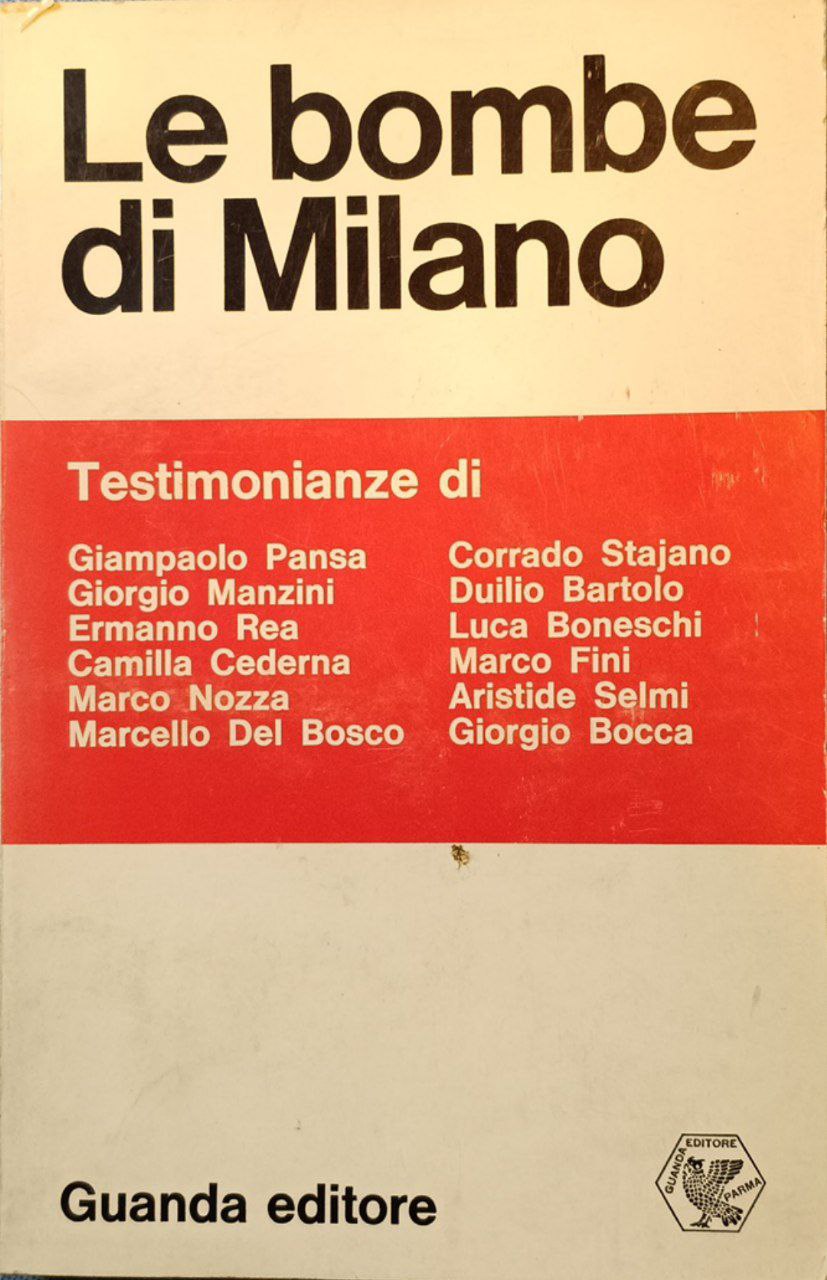 Le bombe
di Milano
Testimonianze di
Giampaolo Pansa
Giorgio Manzini
Ermanno Rea
Camilla Cederna
Marco Nozza
Marcello Del Bosco
Corrado Stajano
Duilio Bartolo
Luca Boneschi
Marco Fini
Aristide Selmi
Giorgio Bocca
Guanda editore
GUANDA EDITORE PARMA